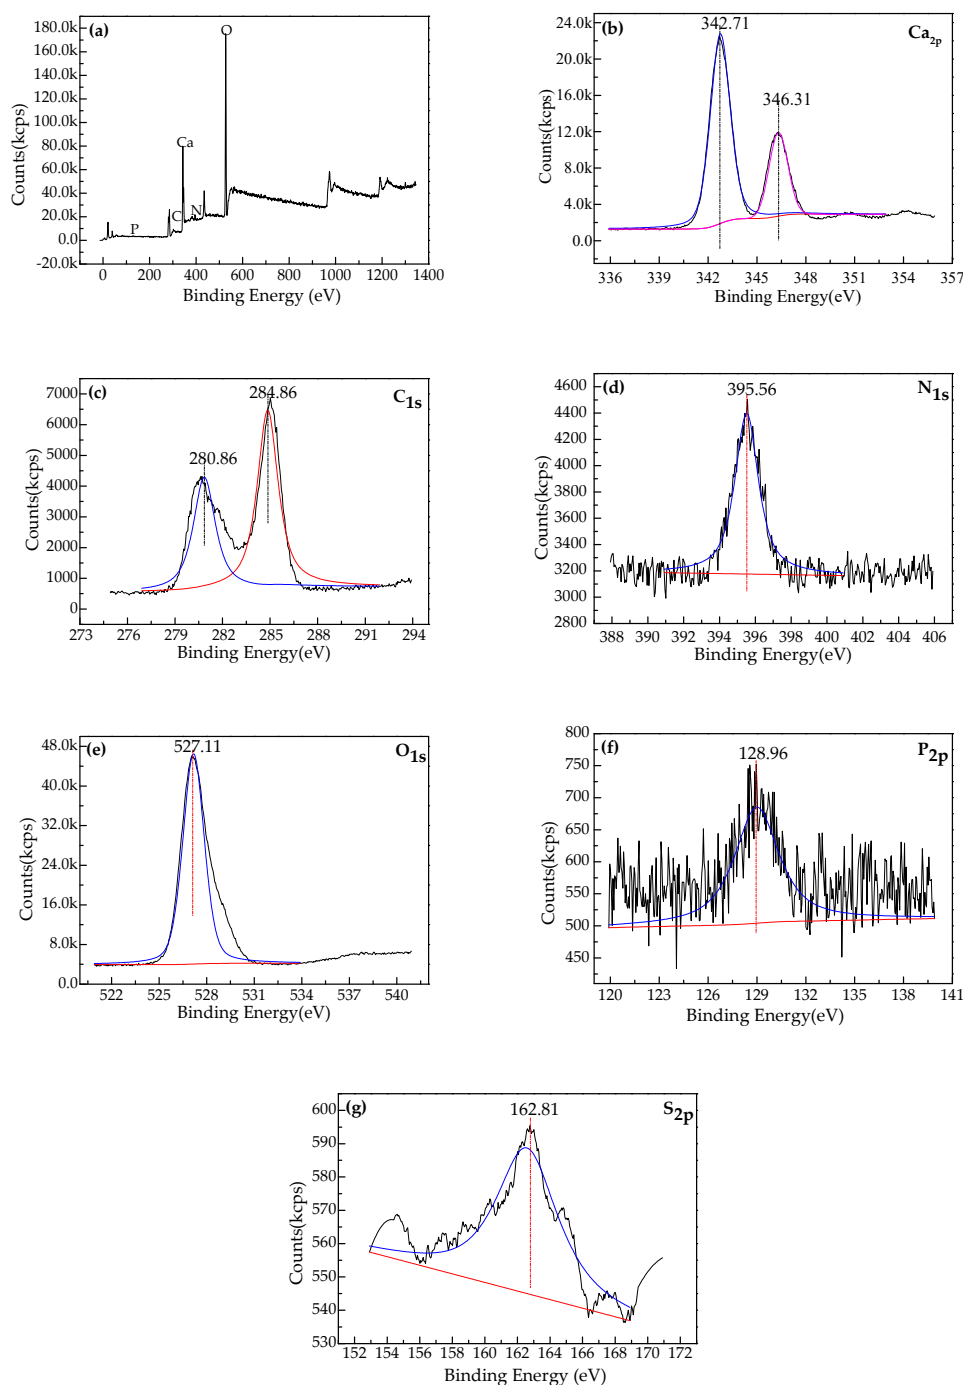 (a)
180.0k
160.0k
140.0k
120.0k
100.0k
80.0k
60.0k
40.0k
20.0k
0.0
-20.0k
Counts(kcps)
O
Ca
C
N
P
0 200 400 600 800 1000 1200 1400
Binding Energy (eV)
(b)
Ca2p
342.71
346.31
24.0k
20.0k
16.0k
12.0k
8.0k
4.0k
0.0
Counts(kcps)
336 339 342 345 348 351 354 357
Binding Energy(eV)
(c)
C1s
284.86
280.86
7000
6000
5000
4000
3000
2000
1000
0
Counts(kcps)
273 276 279 282 285 288 291 294
Binding Energy(eV)
(d)
N1s
395.56
4600
4400
4200
4000
3800
3600
3400
3200
3000
2800
Counts(kcps)
388 390 392 394 396 398 400 402 404 406
Binding Energy(eV)
(e)
O1s
527.11
48.0k
40.0k
32.0k
24.0k
16.0k
8.0k
0.0
Counts(kcps)
522 525 528 531 534 537 540
Binding Energy(eV)
(f)
P2p
128.96
800
750
700
650
600
550
500
450
Counts(kcps)
120 123 126 129 132 135 138 141
Binding Energy(eV)
(g)
S2p
162.81
600
590
580
570
560
550
540
530
Counts(kcps)
152 154 156 158 160 162 164 166 168 170 172
Binding Energy (eV)